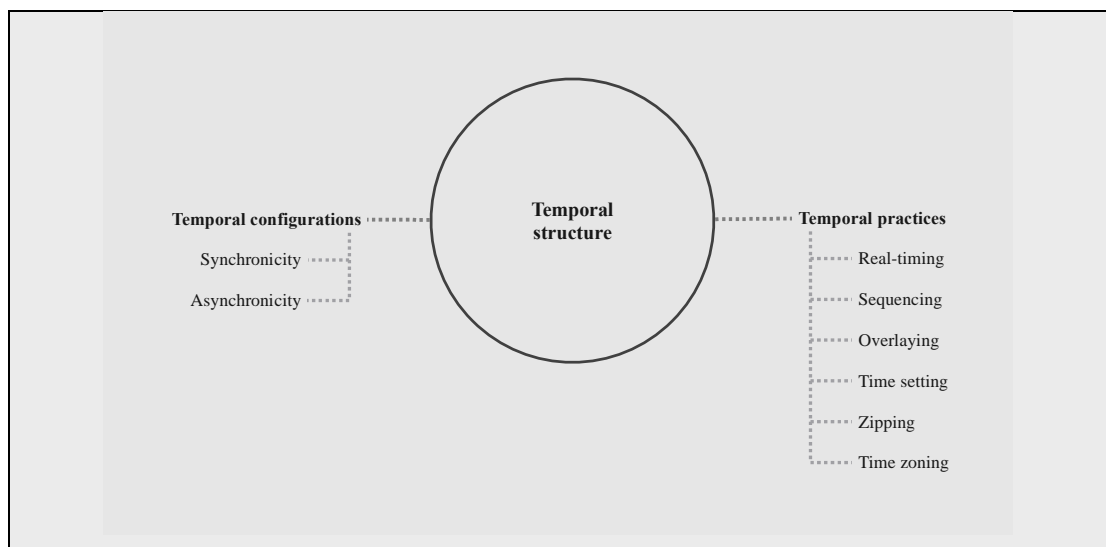 Temporal
structure
Temporal configurations
Synchronicity
Asynchronicity
Temporal practices
Real-timing
Sequencing
Overlaying
Time setting
Zipping
Time zoning